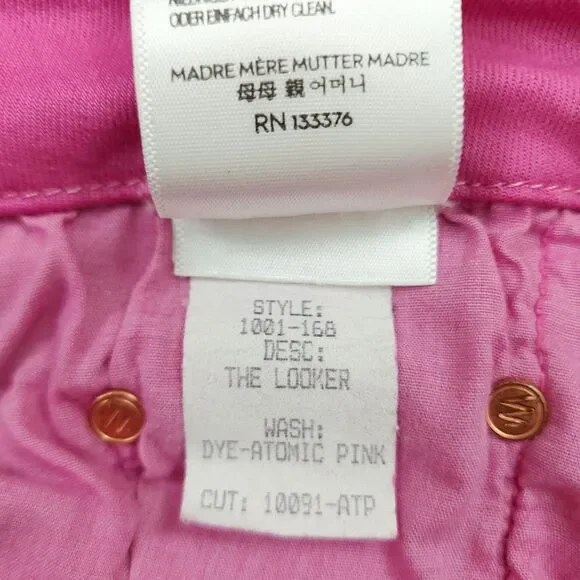 ODER EINFACH DRY CLEAN.
MADRE MÈRE MUTTER MADRE
母母 親 어머니
RN 133376
STYLE:
1001-168
DESC:
THE LOOKER
WASH:
DYE-ATOMIC PINK
CUT: 10091-ATP